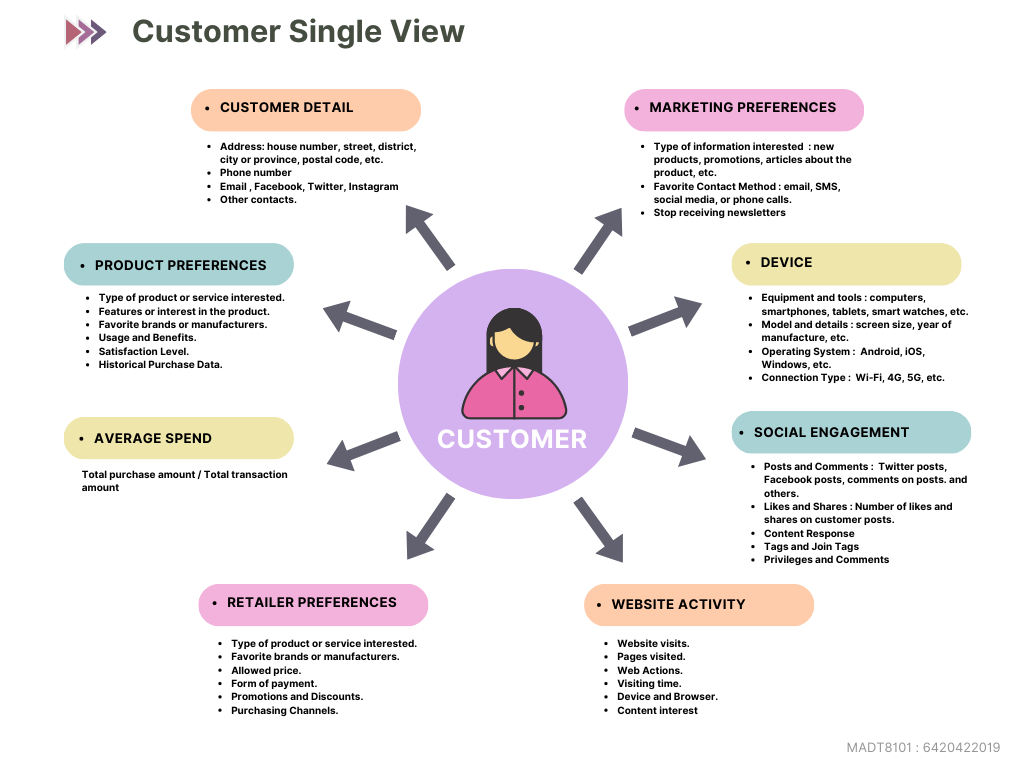 Customer Single View
• CUSTOMER DETAIL
• Address: house number, street, district,
city or province, postal code, etc.
• Phone number
• Email , Facebook, Twitter, Instagram
• Other contacts.
• MARKETING PREFERENCES
• Type of information interested : new
products, promotions, articles about the
product, etc.
• Favorite Contact Method : email, SMS,
social media, or phone calls.
• Stop receiving newsletters
• PRODUCT PREFERENCES
• Type of product or service interested.
• Features or interest in the product.
• Favorite brands or manufacturers.
• Usage and Benefits.
• Satisfaction Level.
• Historical Purchase Data.
• DEVICE
• Equipment and tools : computers,
smartphones, tablets, smart watches, etc.
• Model and details : screen size, year of
manufacture, etc.
• Operating System : Android, iOS,
Windows, etc.
• Connection Type : Wi-Fi, 4G, 5G, etc.
CUSTOMER
• AVERAGE SPEND
Total purchase amount / Total transaction
amount
• SOCIAL ENGAGEMENT
• Posts and Comments : Twitter posts,
Facebook posts, comments on posts. and
others.
• Likes and Shares : Number of likes and
shares on customer posts.
• Content Response
• Tags and Join Tags
• Privileges and Comments
• RETAILER PREFERENCES
• Type of product or service interested.
• Favorite brands or manufacturers.
• Allowed price.
• Form of payment.
• Promotions and Discounts.
• Purchasing Channels.
• WEBSITE ACTIVITY
• Website visits.
• Pages visited.
• Web Actions.
• Visiting time.
• Device and Browser.
• Content interest
MADT8101 : 6420422019